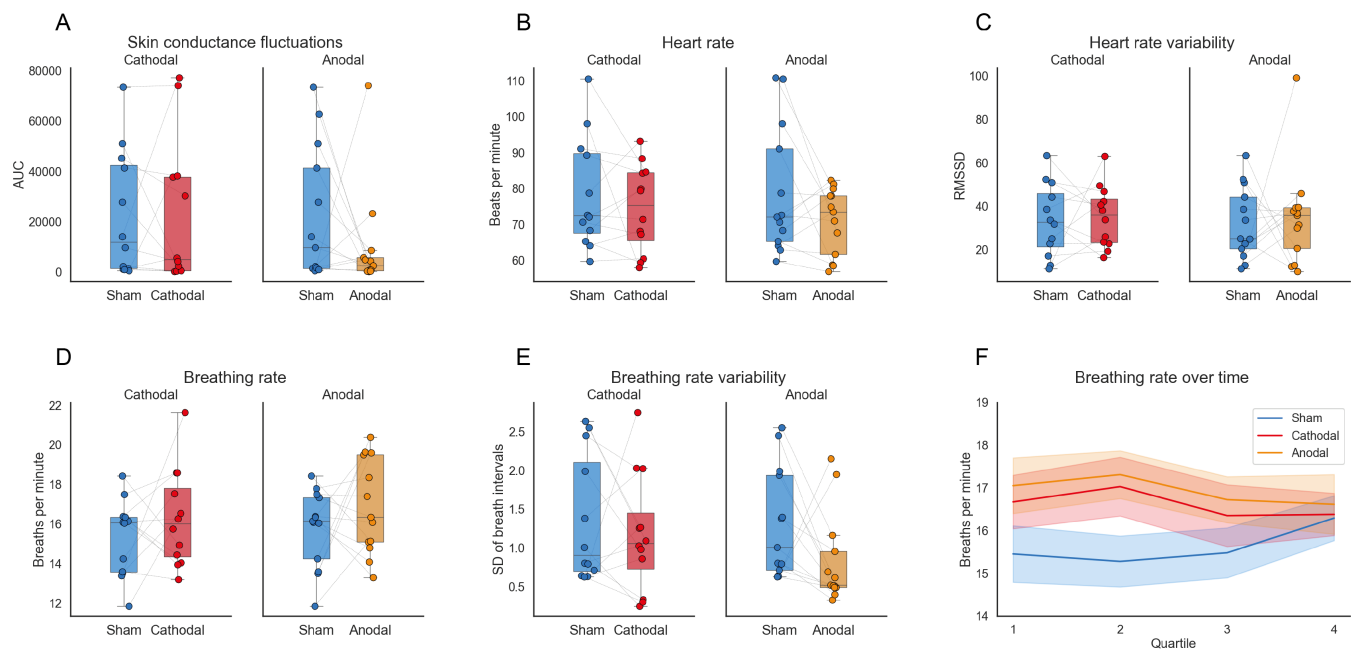 A
Skin conductance fluctuations
Cathodal
Anodal
80000
60000
40000
20000
0
AUC
Sham
Cathodal
Sham
Anodal
B
Heart rate
Cathodal
Anodal
110
100
90
80
70
60
Beats per minute
Sham
Cathodal
Sham
Anodal
C
Heart rate variability
Cathodal
Anodal
100
80
60
40
20
RMSSD
Sham
Cathodal
Sham
Anodal
D
Breathing rate
Cathodal
Anodal
22
20
18
16
14
12
Breaths per minute
Sham
Cathodal
Sham
Anodal
E
Breathing rate variability
Cathodal
Anodal
2.5
2.0
1.5
1.0
0.5
SD of breath intervals
Sham
Cathodal
Sham
Anodal
F
Breathing rate over time
19
18
17
16
15
14
Breaths per minute
Sham
Cathodal
Anodal
1
2
3
4
Quartile